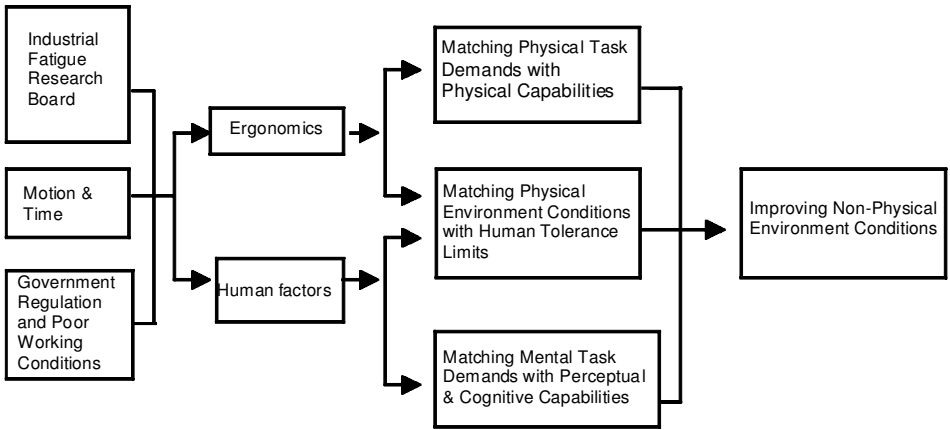 Industrial
Fatigue
Research
Board
Motion &
Time
Government
Regulation
and Poor
Working
Conditions
Ergonomics
Human factors
Matching Physical Task
Demands with
Physical Capabilities
Matching Physical
Environment Conditions
with Human Tolerance
Limits
Matching Mental Task
Demands with Perceptual
& Cognitive Capabilities
Improving Non-Physical
Environment Conditions